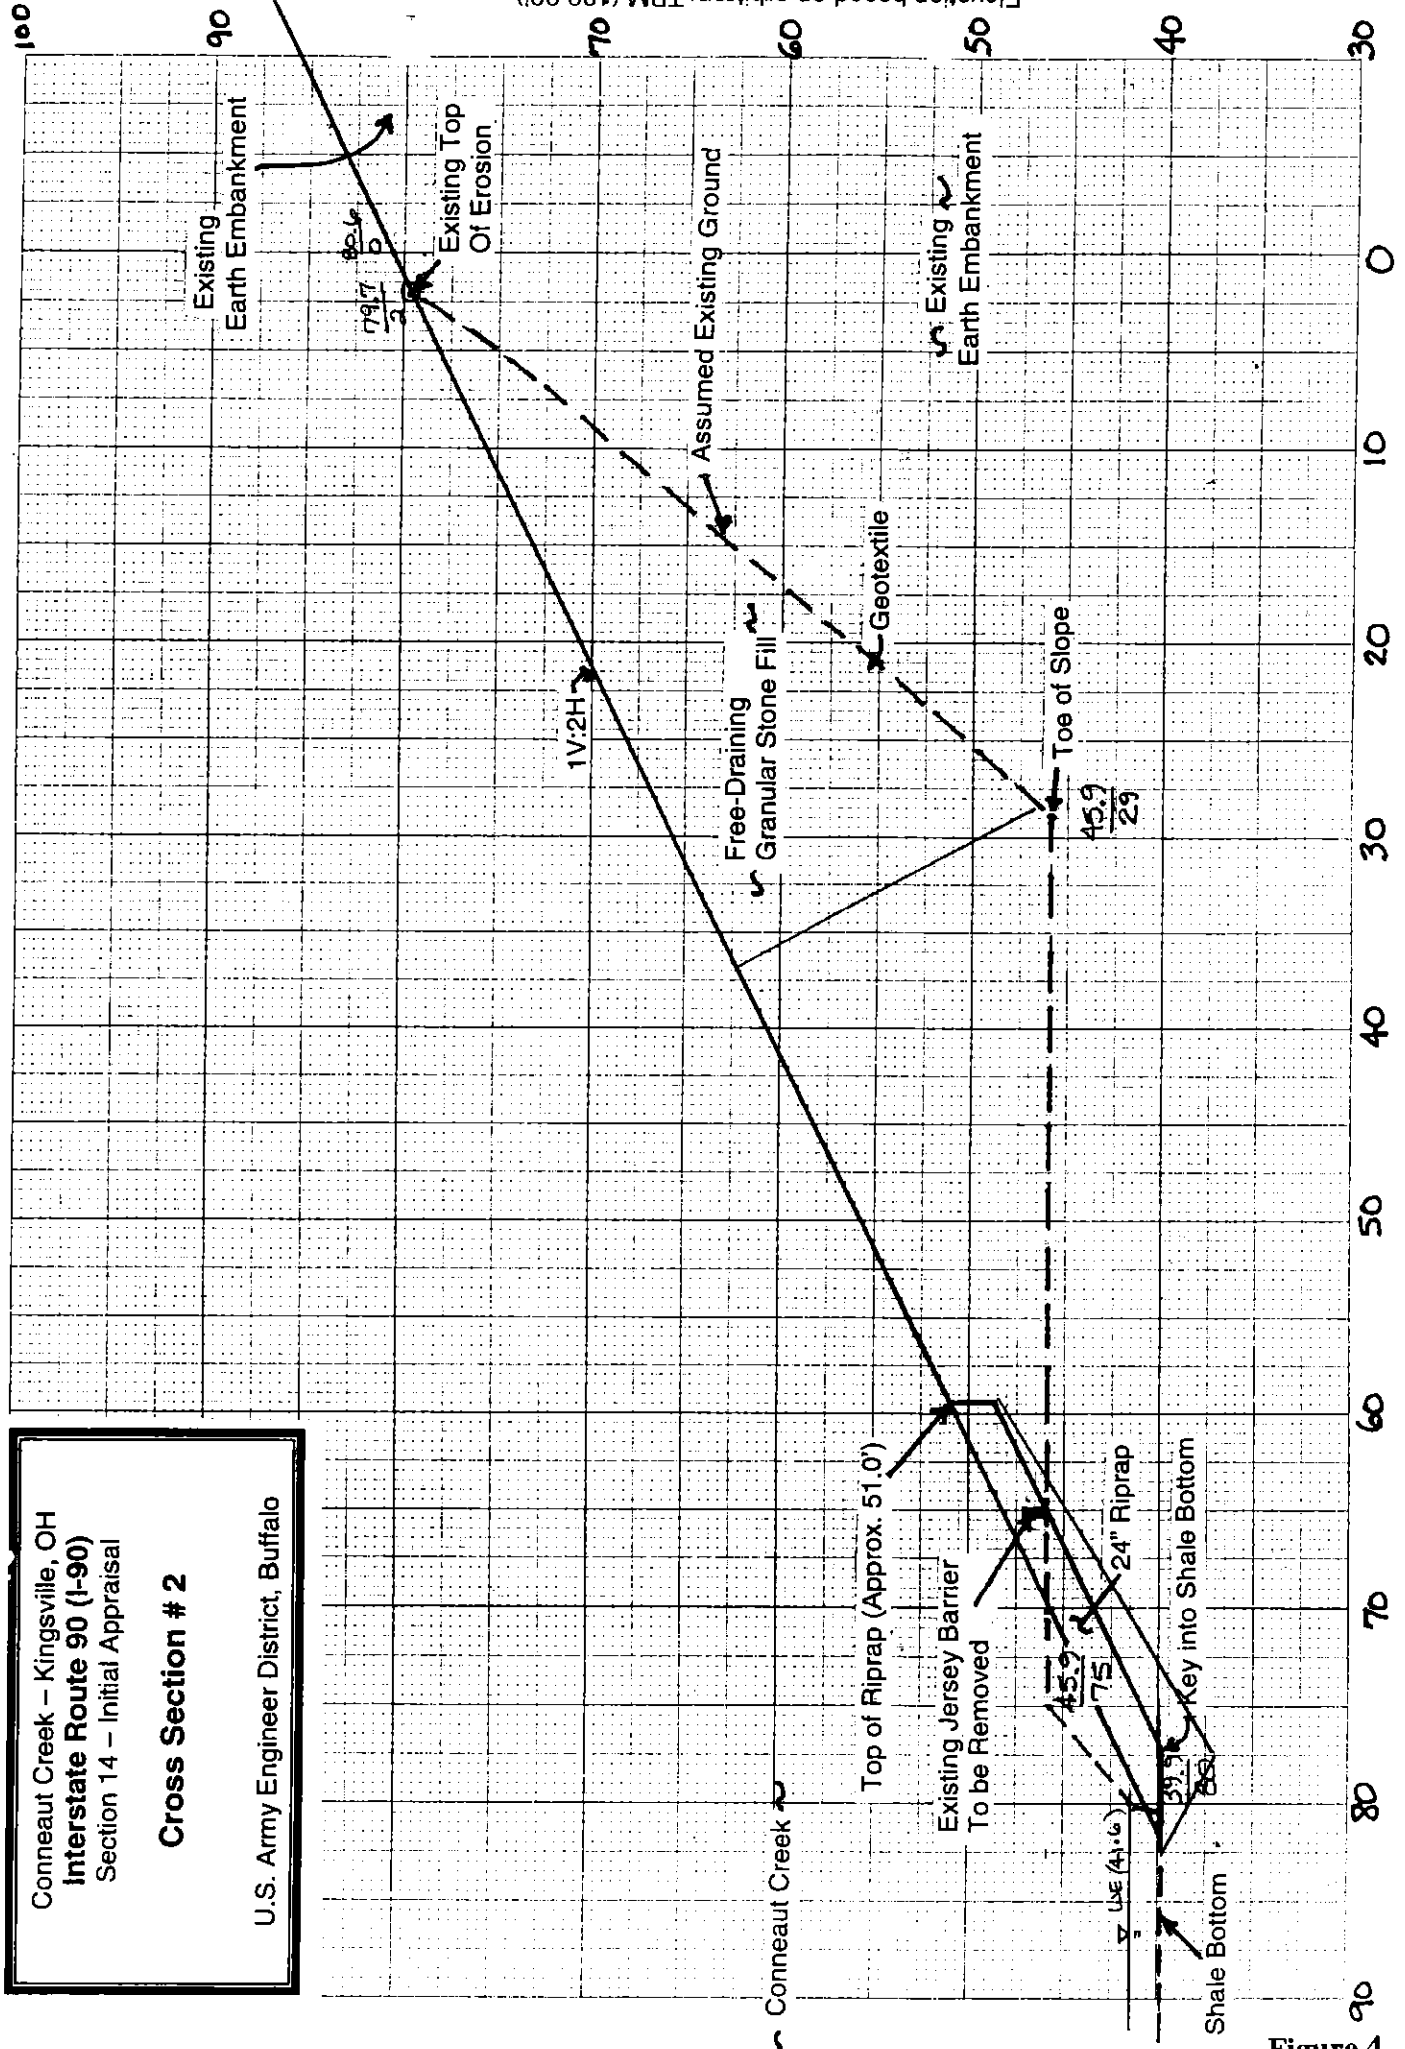 Conneaut Creek – Kingsville, OH
Interstate Route 90 (I-90)
Section 14 – Initial Appraisal
Cross Section # 2
U.S. Army Engineer District, Buffalo
100
90
70
60
50
40
30
Existing
Earth Embankment
80.6
0
79.7
2
Existing Top
Of Erosion
Assumed Existing Ground
Existing
Earth Embankment
1V:2H
Free-Draining
Granular Stone Fill
Geotextile
Toe of Slope
45.9
29
Top of Riprap (Approx. 51.0')
Existing Jersey Barrier
To be Removed
45.9
75
24" Riprap
Key into Shale Bottom
39.9
80
Conneaut Creek
(41.6)
Shale Bottom
90
80
70
60
50
40
30
20
10
0
Figure 4